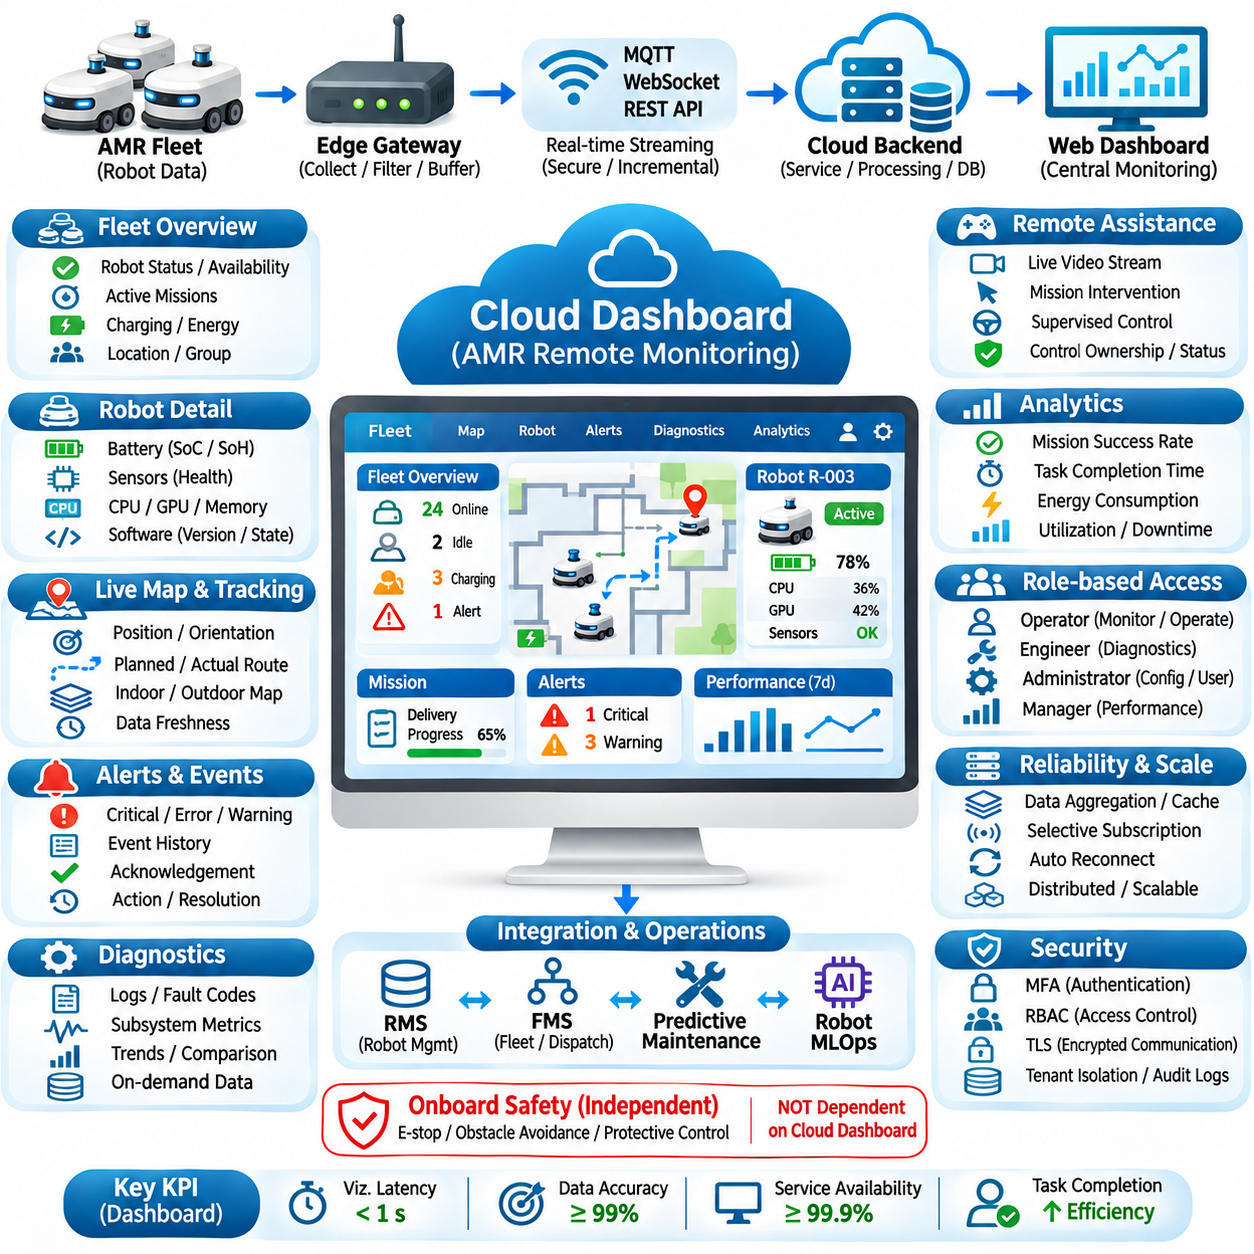 AMR Fleet
(Robot Data)
Edge Gateway
(Collect / Filter / Buffer)
MQTT
WebSocket
REST API
Real-time Streaming
(Secure / Incremental)
Cloud Backend
(Service / Processing / DB)
Web Dashboard
(Central Monitoring)
Fleet Overview
Robot Status / Availability
Active Missions
Charging / Energy
Location / Group
Robot Detail
Battery (SoC / SoH)
Sensors (Health)
CPU
CPU / GPU / Memory
</>
Software (Version / State)
Live Map & Tracking
Position / Orientation
Planned / Actual Route
Indoor / Outdoor Map
Data Freshness
Alerts & Events
Critical / Error / Warning
Event History
Acknowledgement
Action / Resolution
Diagnostics
Logs / Fault Codes
Subsystem Metrics
Trends / Comparison
On-demand Data
Cloud Dashboard
(AMR Remote Monitoring)
FLeet
Map
Robot
Alerts
Diagnostics
Analytics
Fleet Overview
24 Online
2 Idle
3 Charging
1 Alert
Robot R-003
Active
78%
CPU 36%
GPU 42%
Sensors OK
Mission
Delivery
Progress 65%
Alerts
1 Critical
3 Warning
Performance (7d)
Integration & Operations
RMS
(Robot Mgmt)
FMS
(Fleet / Dispatch)
Predictive
Maintenance
AI
Robot
MLOps
Onboard Safety (Independent)
E-stop / Obstacle Avoidance / Protective Control
NOT Dependent
on Cloud Dashboard
Remote Assistance
Live Video Stream
Mission Intervention
Supervised Control
Control Ownership / Status
Analytics
Mission Success Rate
Task Completion Time
Energy Consumption
Utilization / Downtime
Role-based Access
Operator (Monitor / Operate)
Engineer (Diagnostics)
Administrator (Config / User)
Manager (Performance)
Reliability & Scale
Data Aggregation / Cache
Selective Subscription
Auto Reconnect
Distributed / Scalable
Security
MFA (Authentication)
RBAC (Access Control)
TLS (Encrypted Communication)
Tenant Isolation / Audit Logs
Key KPI
(Dashboard)
Viz. Latency
< 1 s
Data Accuracy
≥ 99%
Service Availability
≥ 99.9%
Task Completion
↑ Efficiency